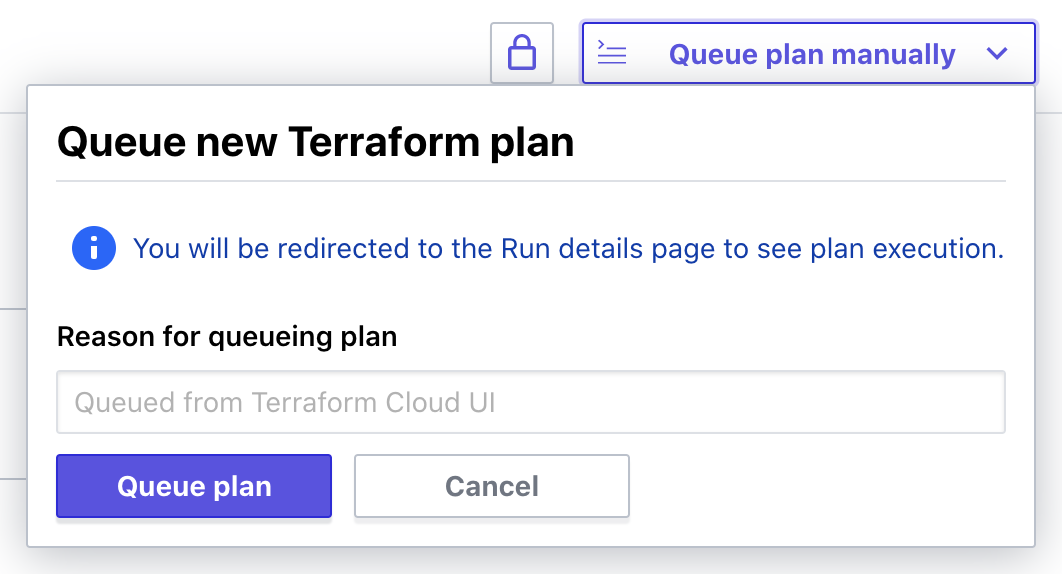 Queue plan manually
Queue new Terraform plan
You will be redirected to the Run details page to see plan execution.
Reason for queueing plan
Queued from Terraform Cloud UI
Queue plan
Cancel